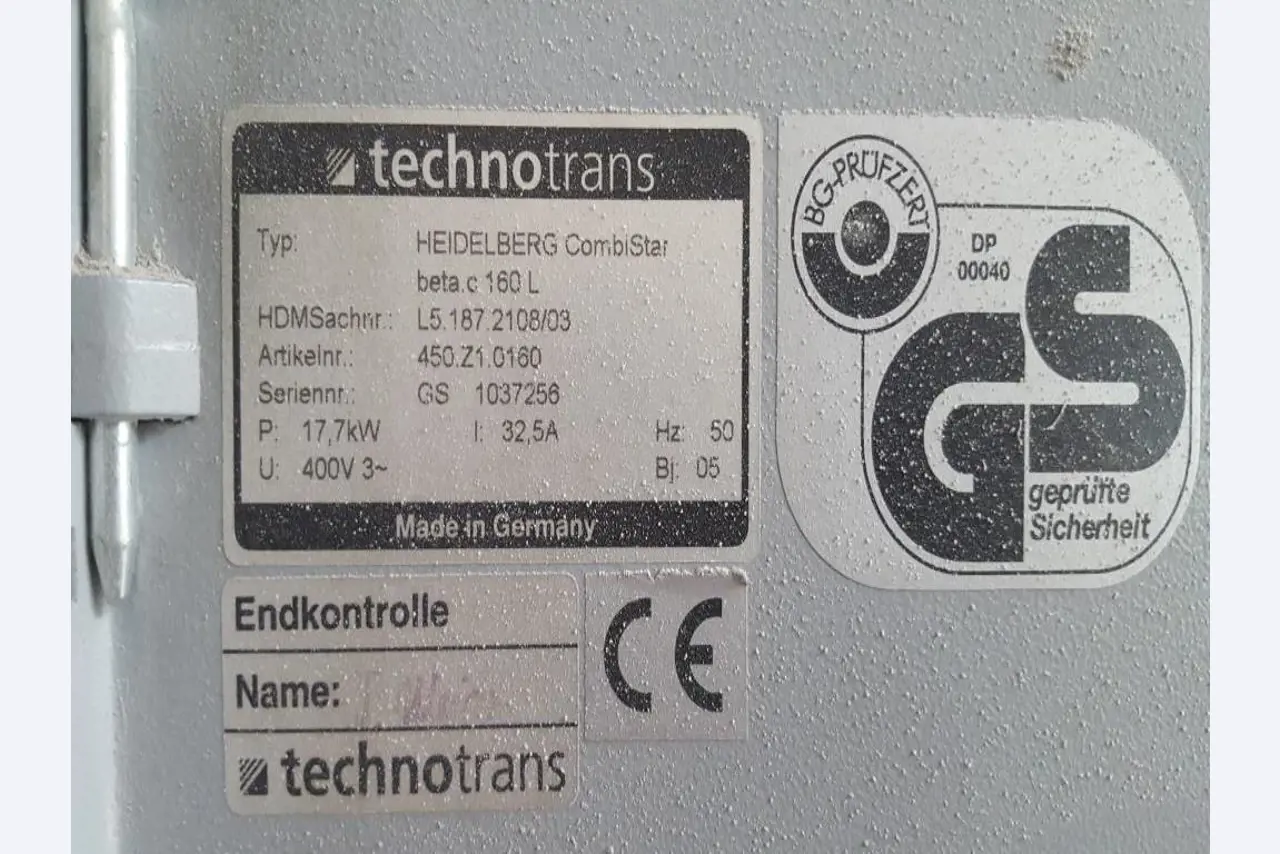 technotrans
Typ: HEIDELBERG CombiStar
beta.c 160 L
HDMSachnr.: L5.187.2108/03
Artikelnr.: 450.Z1.0160
Seriennr.: GS 1037256
P: 17,7kW I: 32,5A Hz: 50
U: 400V 3~ Bj: 05
Made in Germany
BG-PRÜFZERT
DP
00040
GS
geprüfte
Sicherheit
Endkontrolle
Name:
technotrans
CE